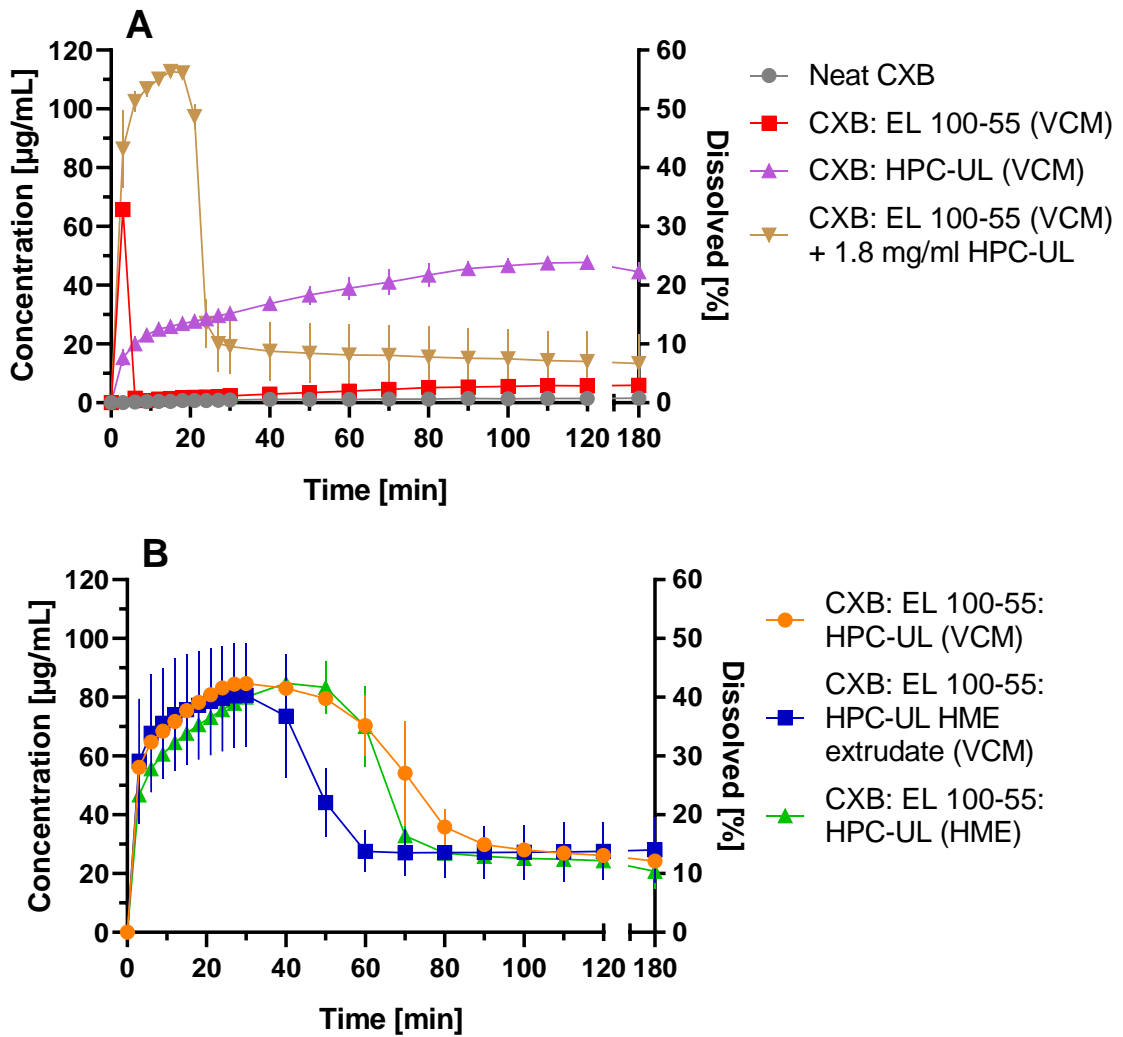 A
120
100
80
60
40
20
0
Concentration [µg/mL]
60
50
40
30
20
10
0
Dissolved [%]
0 20 40 60 80 100 120 180
Time [min]
Neat CXB
CXB: EL 100-55 (VCM)
CXB: HPC-UL (VCM)
CXB: EL 100-55 (VCM)
+ 1.8 mg/ml HPC-UL
B
120
100
80
60
40
20
0
Concentration [µg/mL]
60
50
40
30
20
10
0
Dissolved [%]
0 20 40 60 80 100 120 180
Time [min]
CXB: EL 100-55:
HPC-UL (VCM)
CXB: EL 100-55:
HPC-UL HME
extrudate (VCM)
CXB: EL 100-55:
HPC-UL (HME)